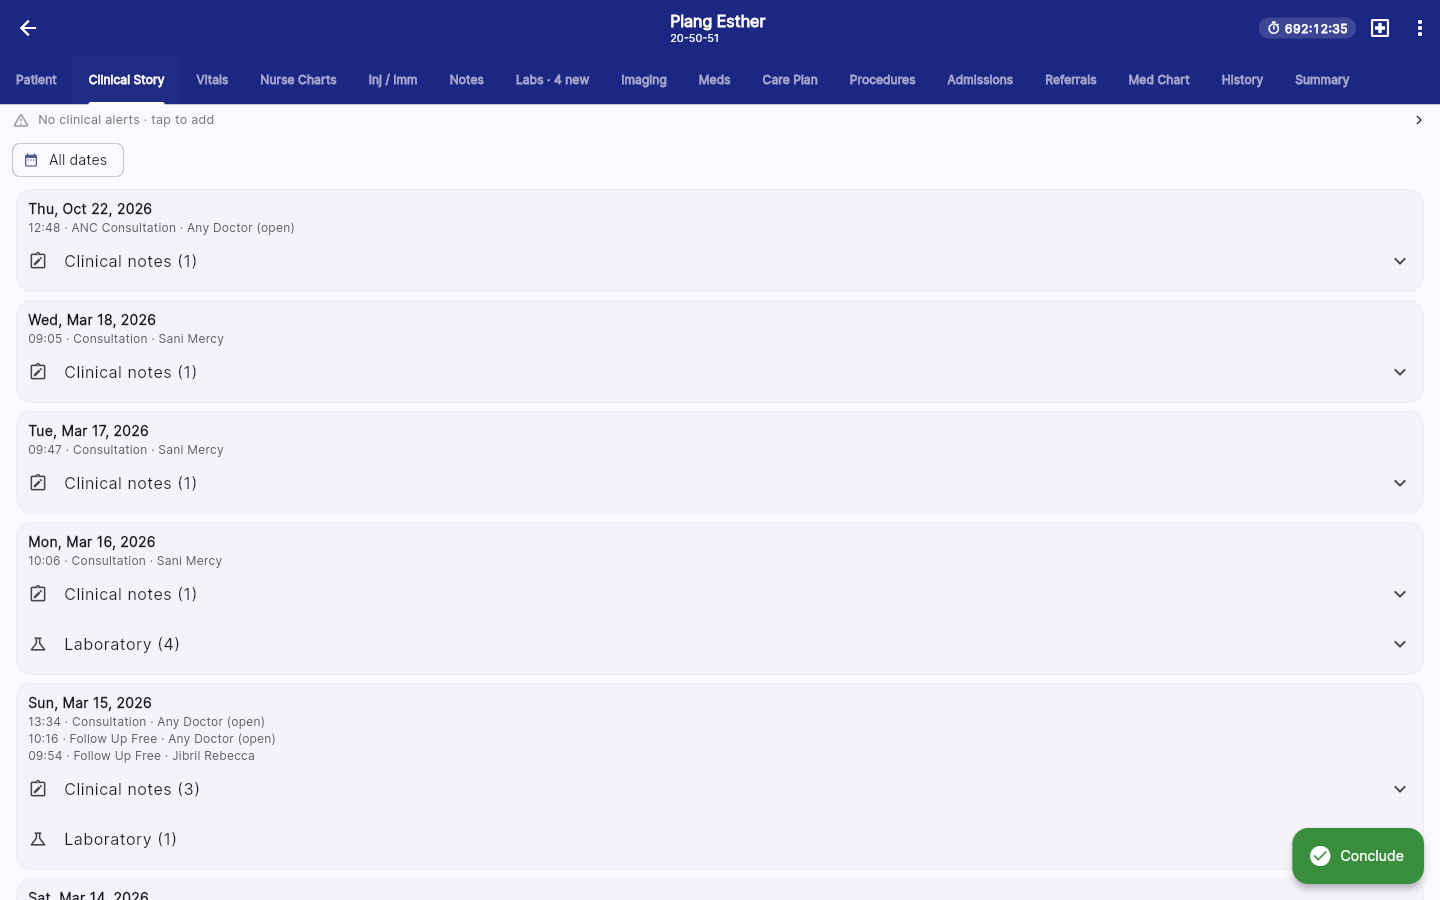 Plang Esther
20-50-51
692:12:35
Patient
Clinical Story
Vitals
Nurse Charts
Inj / Imm
Notes
Labs · 4 new
Imaging
Meds
Care Plan
Procedures
Admissions
Referrals
Med Chart
History
Summary
No clinical alerts · tap to add
All dates
Thu, Oct 22, 2026
12:48 · ANC Consultation · Any Doctor (open)
Clinical notes (1)
Wed, Mar 18, 2026
09:05 · Consultation · Sani Mercy
Clinical notes (1)
Tue, Mar 17, 2026
09:47 · Consultation · Sani Mercy
Clinical notes (1)
Mon, Mar 16, 2026
10:06 · Consultation · Sani Mercy
Clinical notes (1)
Laboratory (4)
Sun, Mar 15, 2026
13:34 · Consultation · Any Doctor (open)
10:16 · Follow Up Free · Any Doctor (open)
09:54 · Follow Up Free · Jibril Rebecca
Clinical notes (3)
Laboratory (1)
Conclude
Sat, Mar 14, 2026